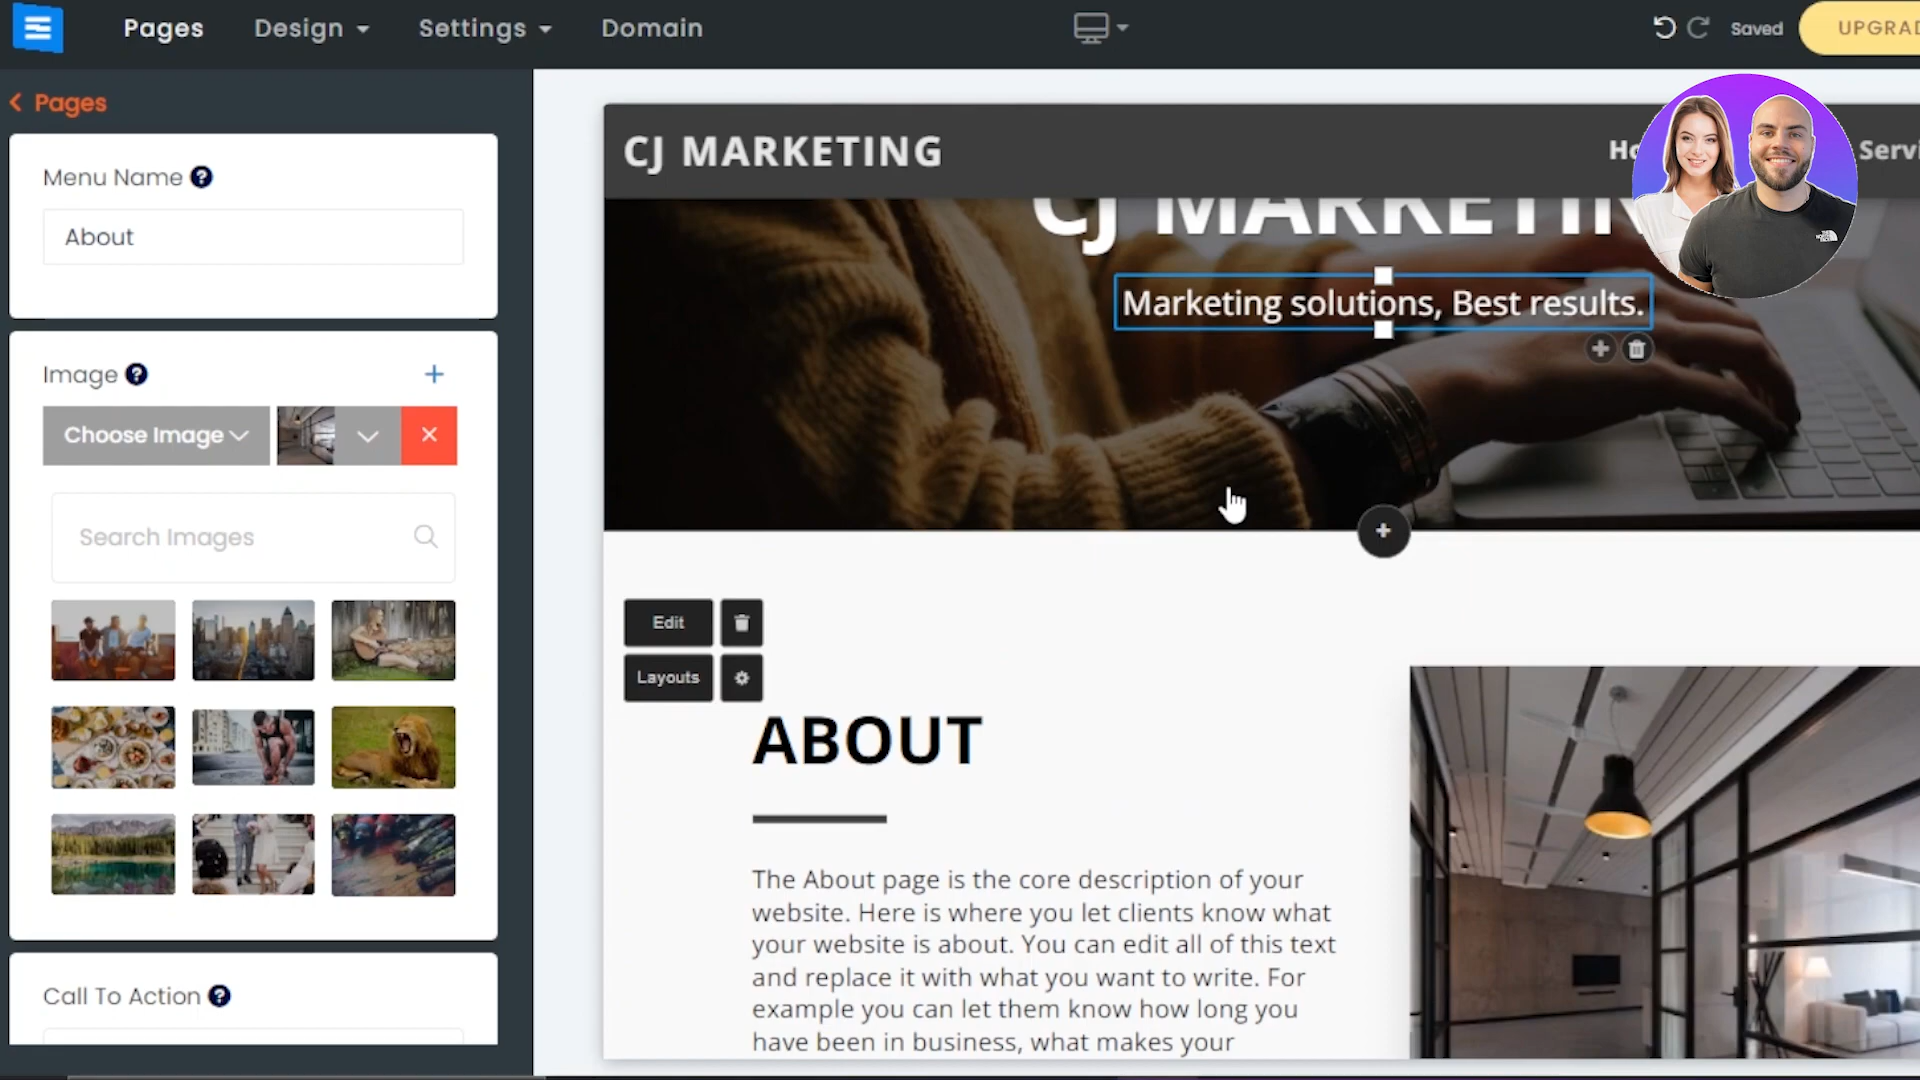 Pages Design Settings Domain Saved UPGRAD
Pages
Menu Name
About
Image
Choose Image
Search Images
Call To Action
CJ MARKETING
Servi
CJ MARKETIN
Marketing solutions, Best results.
Edit
Layouts
ABOUT
The About page is the core description of your
website. Here is where you let clients know what
your website is about. You can edit all of this text
and replace it with what you want to write. For
example you can let them know how long you
have been in business, what makes your